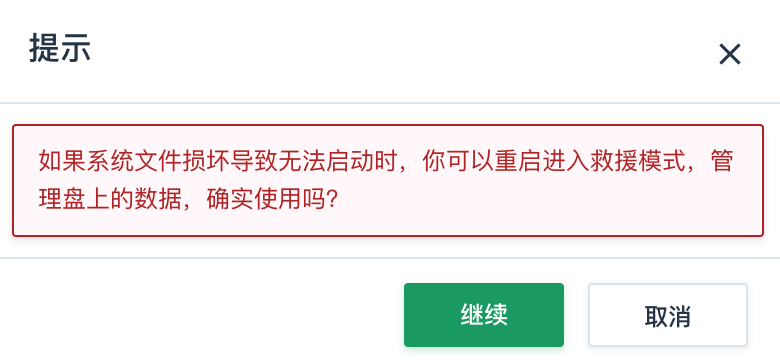 提示
如果系统文件损坏导致无法启动时，你可以重启进入救援模式，管
理盘上的数据，确实使用吗？
继续
取消